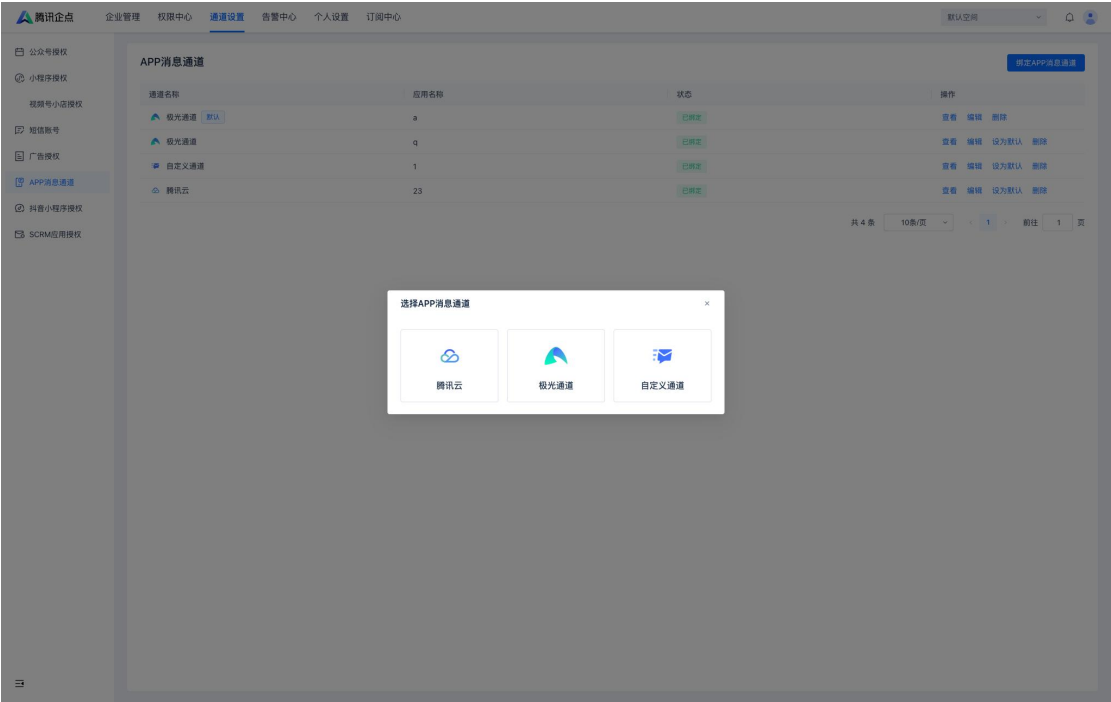 腾讯企点 企业管理 权限中心 通道设置 告警中心 个人设置 订阅中心 默认空间
公众号授权
小程序授权
视频号小店授权
短信账号
广告授权
APP消息通道
抖音小程序授权
SCRM应用授权
APP消息通道 绑定APP消息通道
通道名称 应用名称 状态 操作
极光通道 默认 a 已绑定 查看 编辑 删除
极光通道 q 已绑定 查看 编辑 设为默认 删除
自定义通道 1 已绑定 查看 编辑 设为默认 删除
腾讯云 23 已绑定 查看 编辑 设为默认 删除
共 4 条 10条/页 1 前往 1 页
选择APP消息通道
腾讯云 极光通道 自定义通道